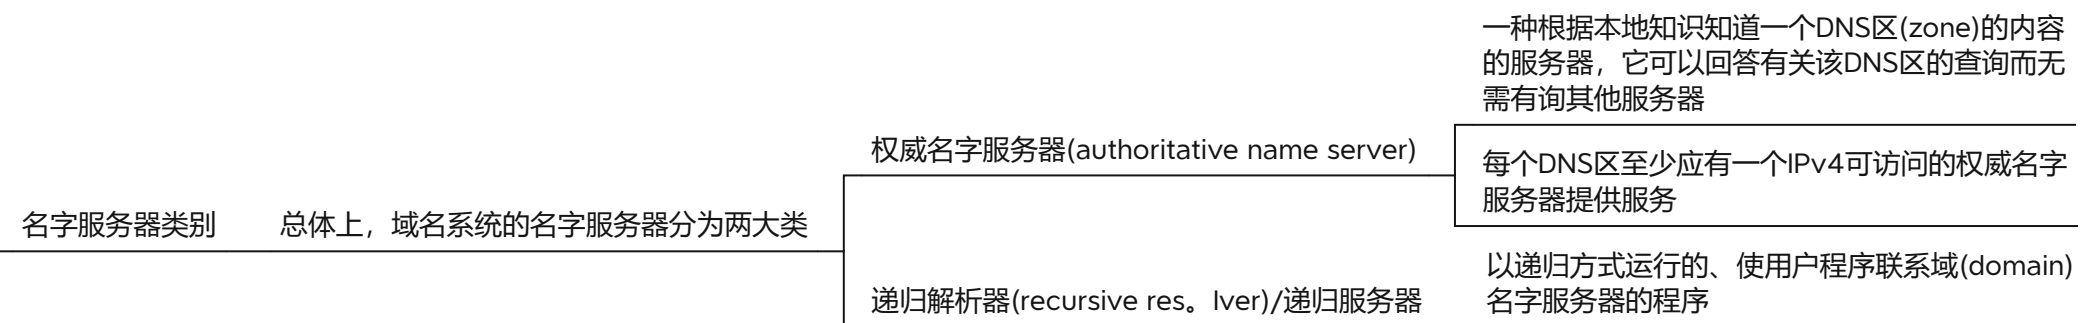 名字服务器类别
总体上，域名系统的名字服务器分为两大类
权威名字服务器(authoritative name server)
一种根据本地知识知道一个DNS区(zone)的内容
的服务器，它可以回答有关该DNS区的查询而无
需有询其他服务器
每个DNS区至少应有一个IPv4可访问的权威名字
服务器提供服务
递归解析器(recursive res。lver)/递归服务器
以递归方式运行的、使用户程序联系域(domain)
名字服务器的程序